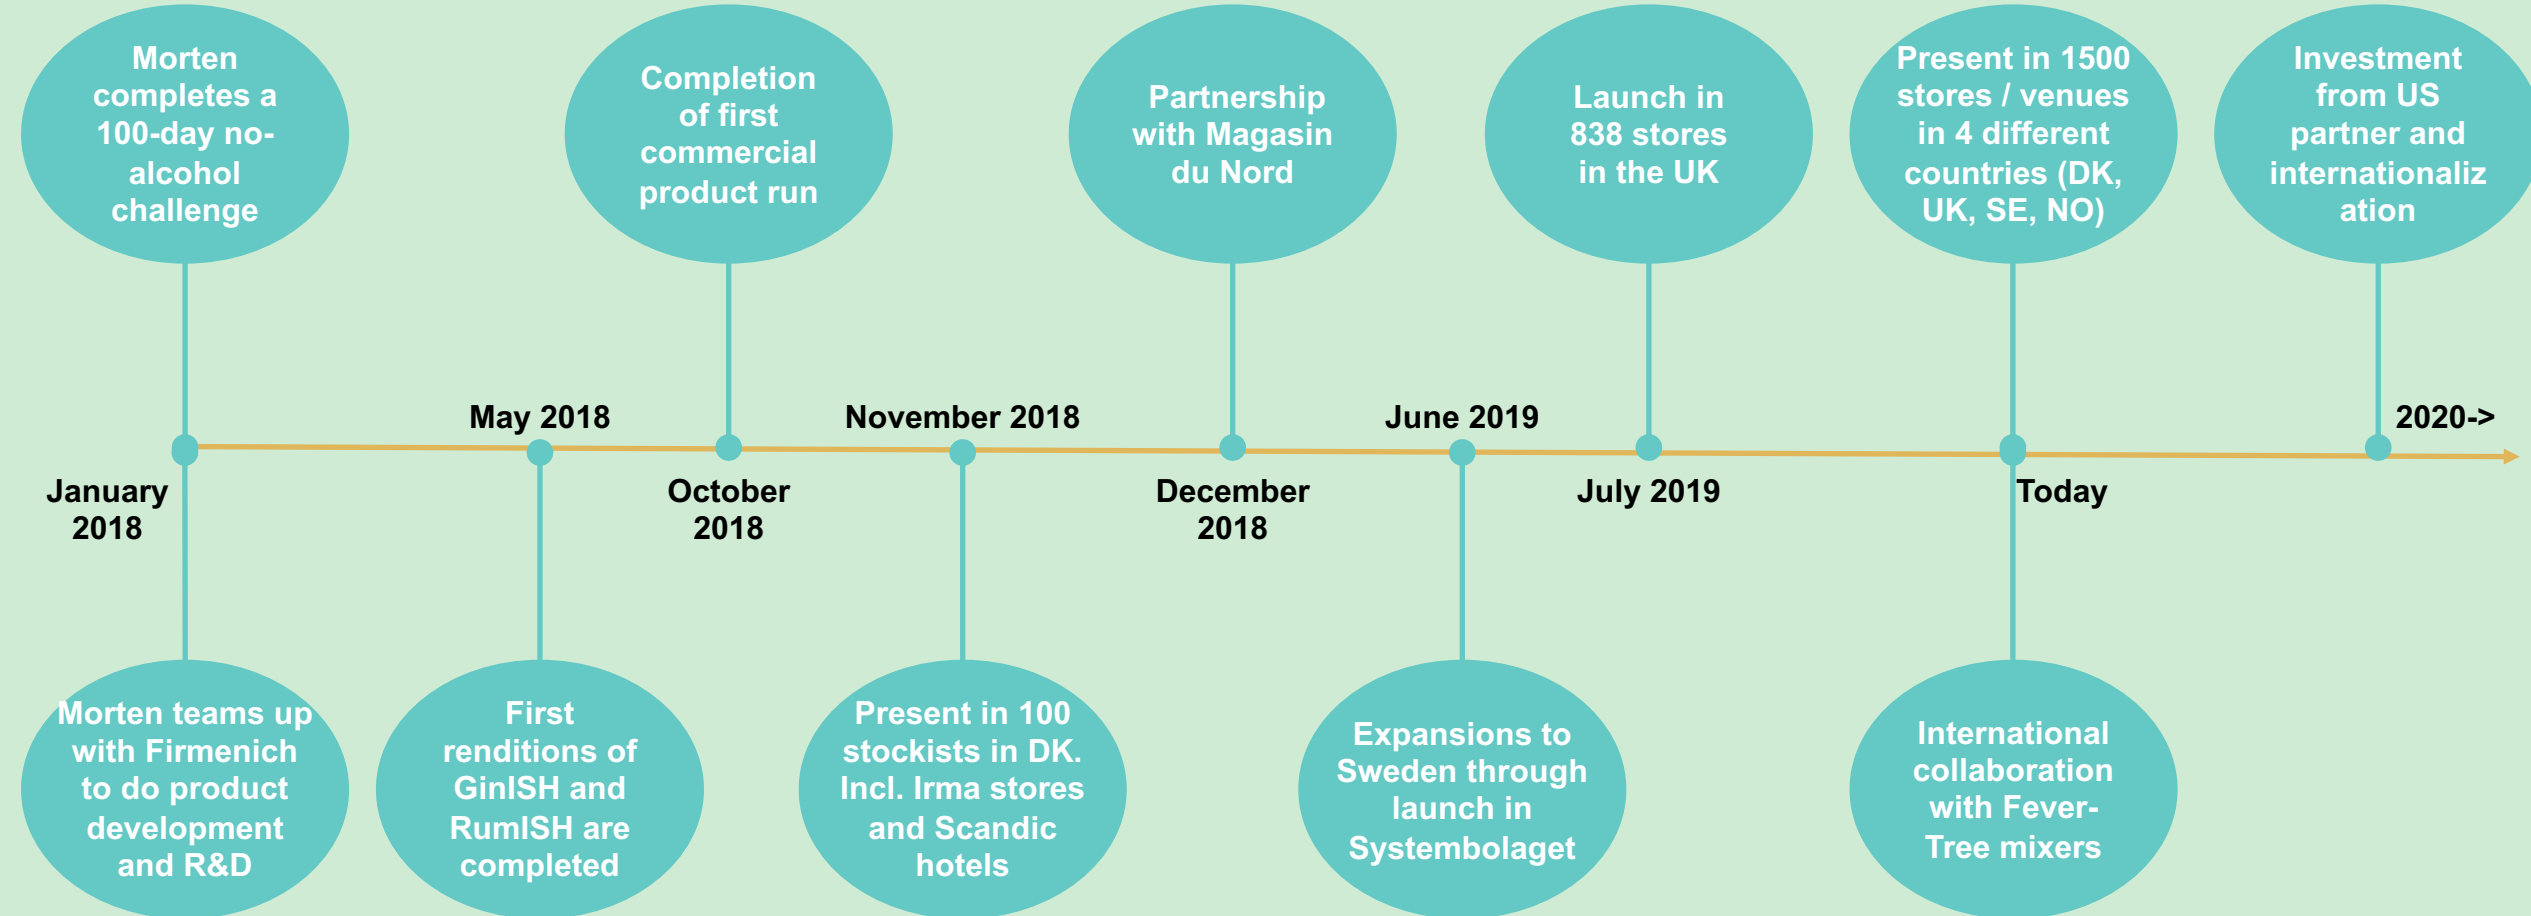 Morten
completes a
100-day no-
alcohol
challenge
Completion
of first
commercial
product run
Partnership
with Magasin
du Nord
Launch in
838 stores
in the UK
Present in 1500
stores / venues
in 4 different
countries (DK,
UK, SE, NO)
Investment
from US
partner and
internationaliz
ation
May 2018
November 2018
June 2019
2020->
January
2018
October
2018
December
2018
July 2019
Today
Morten teams up
with Firmenich
to do product
development
and R&D
First
renditions of
GinISH and
RumISH are
completed
Present in 100
stockists in DK.
Incl. Irma stores
and Scandic
hotels
Expansions to
Sweden through
launch in
Systembolaget
International
collaboration
with Fever-
Tree mixers